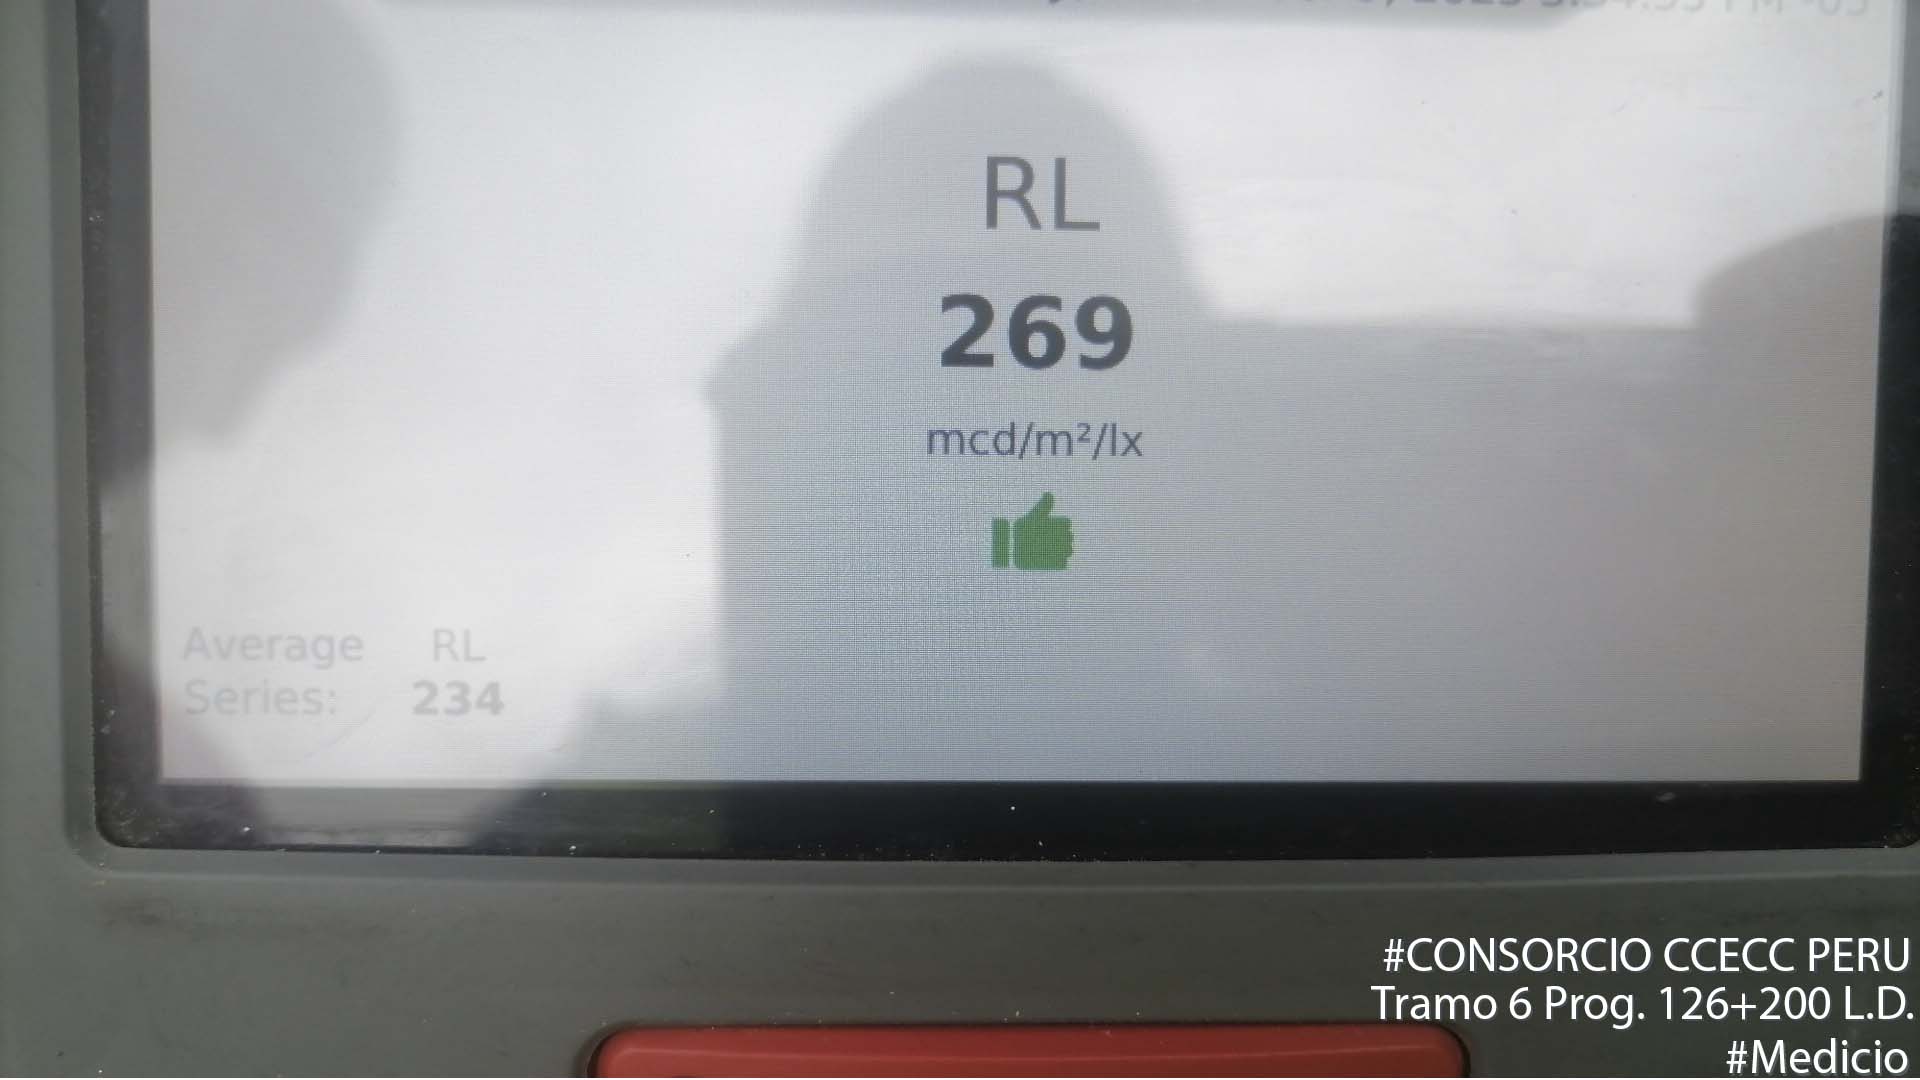 RL
269
mcd/m²/lx
Average RL
Series: 234
#CONSORCIO CCECC PERU
Tramo 6 Prog. 126+200 L.D.
#Medicio